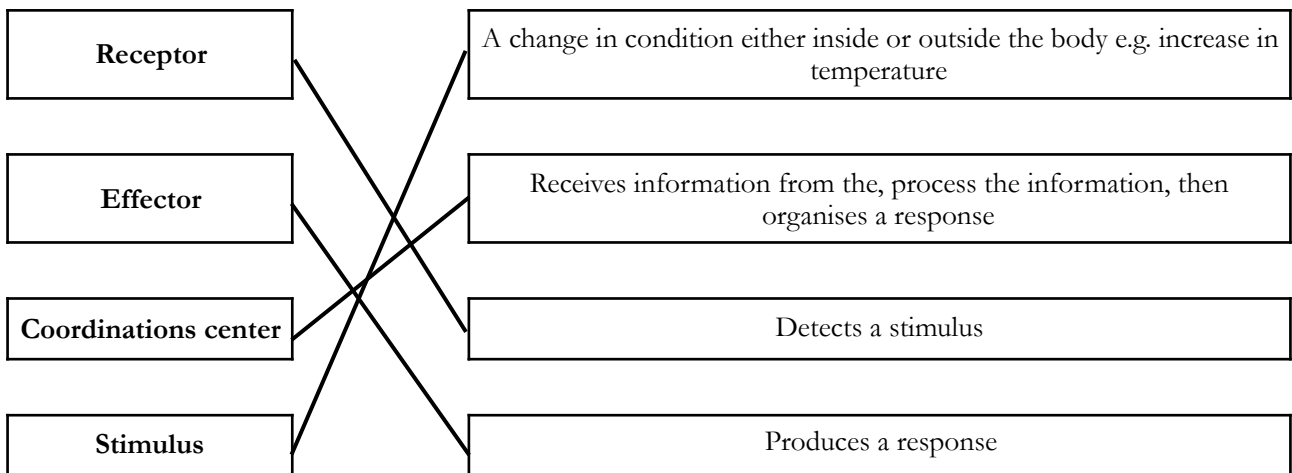 Receptor
A change in condition either inside or outside the body e.g. increase in
temperature
Effector
Receives information from the, process the information, then
organises a response
Coordinations center
Detects a stimulus
Stimulus
Produces a response